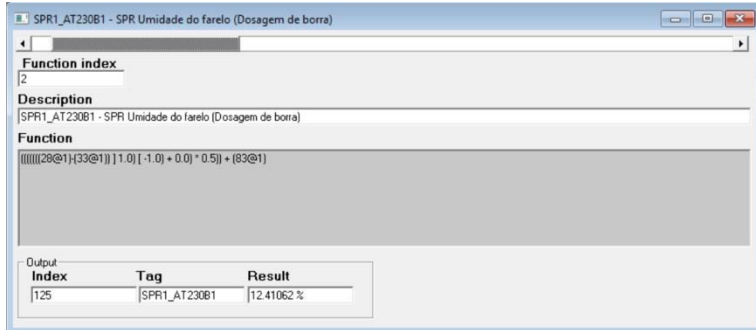 SPR1_AT230B1 - SPR Umidade do farelo (Dosagem de borra)
Function index
2
Description
SPR1_AT230B1 - SPR Umidade do farelo (Dosagem de borra)
Function
(((((((28@1)-(33@1)) ] 1.0) [ -1.0) + 0.0) * 0.5)) + (83@1)
Output
Index Tag Result
125 SPR1_AT230B1 12.41062 %